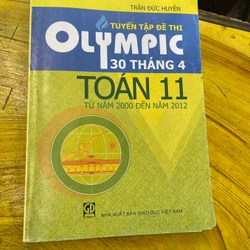 TRẦN ĐỨC HUYÊN
TUYỂN TẬP ĐỀ THI
OLYMPIC
30 THÁNG 4
TOÁN 11
TỪ NĂM 2000 ĐẾN NĂM 2012
NHÀ XUẤT BẢN GIÁO DỤC VIỆT NAM